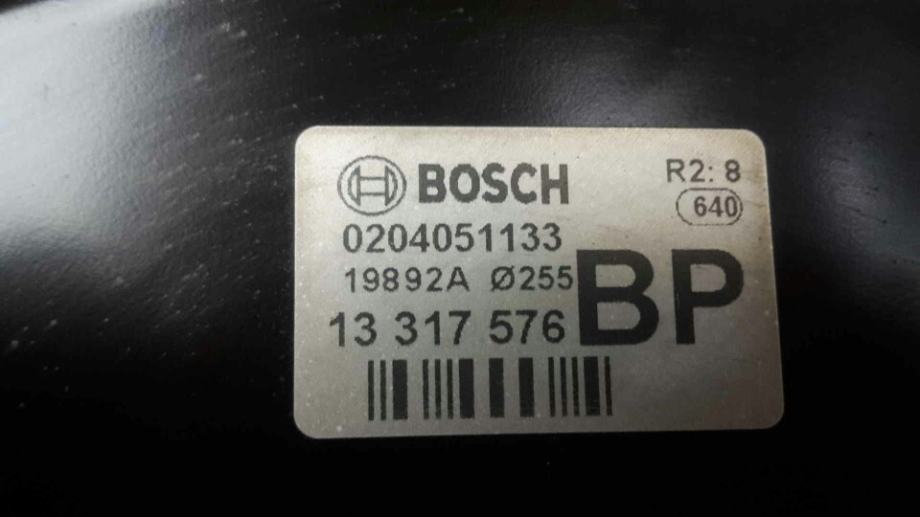 BOSCH
R2: 8
640
0204051133
19892A Ø255
13 317 576
BP